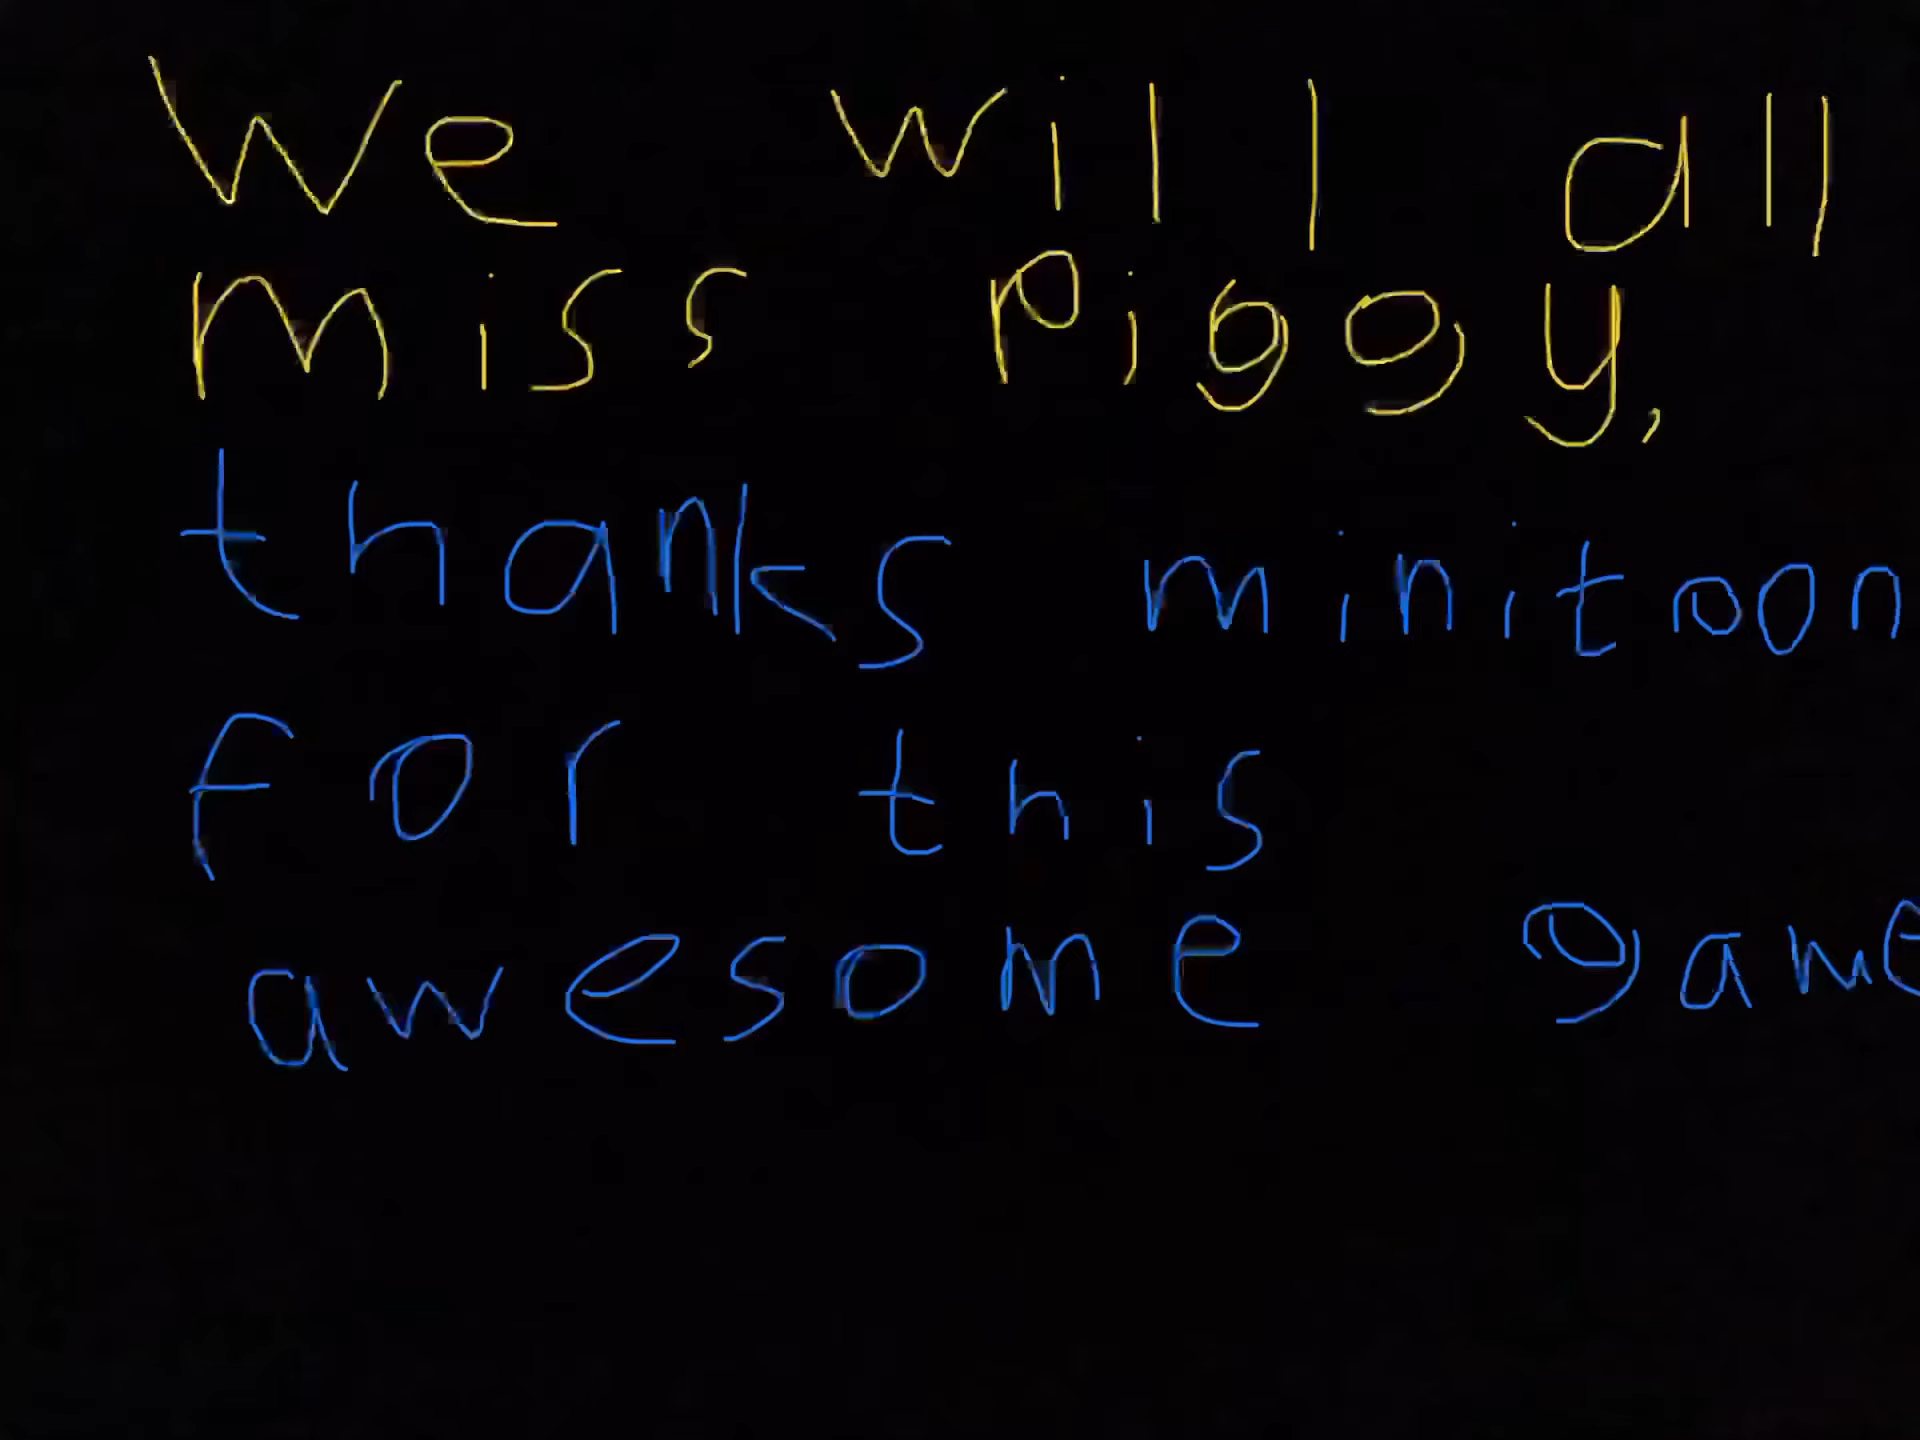 We will all
miss Piggy,
thanks minitoon
for this
awesome game